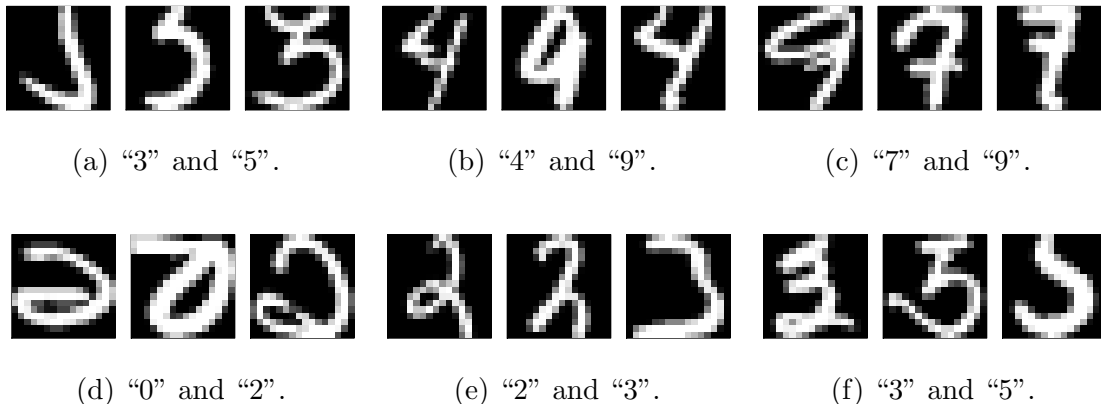 (a) “3” and “5”.
(b) “4” and “9”.
(c) “7” and “9”.
(d) “0” and “2”.
(e) “2” and “3”.
(f) “3” and “5”.